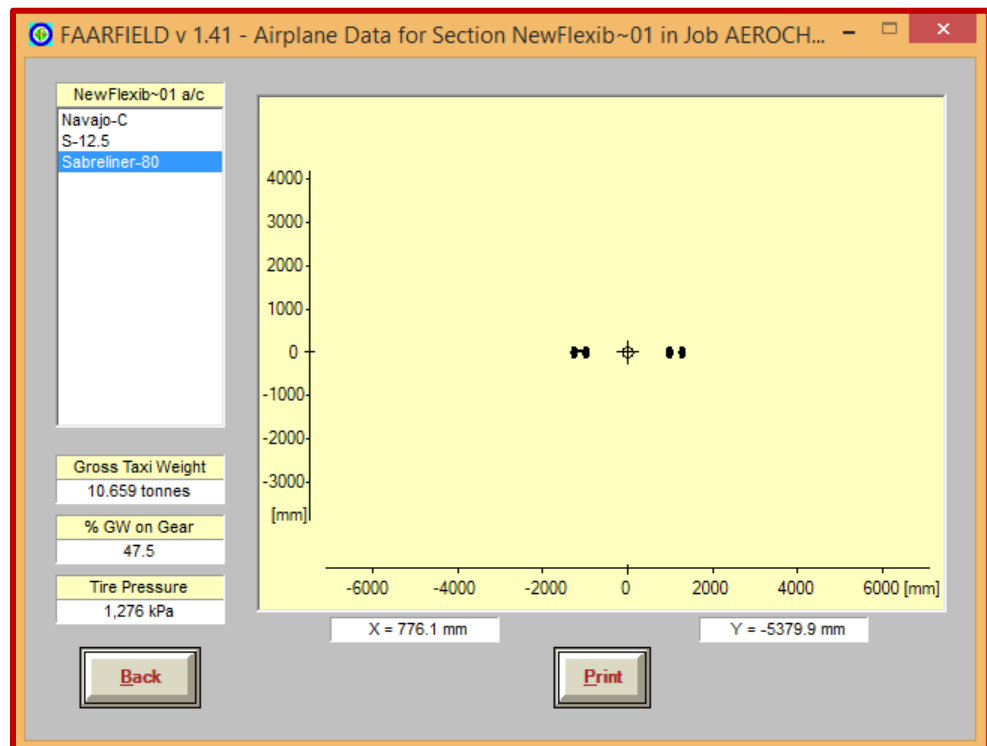 FAARFIELD v 1.41 - Airplane Data for Section NewFlexib~01 in Job AEROCH...
NewFlexib~01 a/c
Navajo-C
S-12.5
Sabreliner-80
4000
3000
2000
1000
0
-1000
-2000
-3000
[mm]
-6000 -4000 -2000 0 2000 4000 6000 [mm]
Gross Taxi Weight
10.659 tonnes
% GW on Gear
47.5
Tire Pressure
1,276 kPa
X = 776.1 mm Y = -5379.9 mm
Back Print